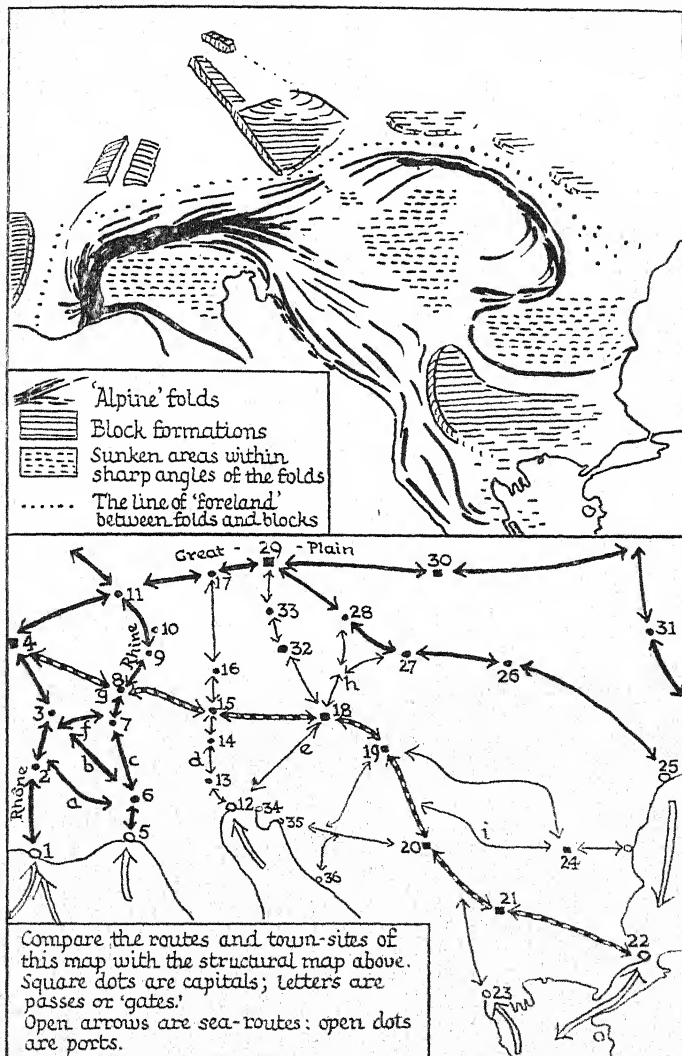 'Alpine' folds
Block formations
Sunken areas within
sharp angles of the folds
The line of 'foreland'
between folds and blocks
Great - 29 - Plain
30
17
11
31
33
28
10
4
Rhine
9
32
27
26
16
h
8
d
15
18
3
f
7
14
e
19
25
b
c
d
2
a
13
6
12
34
35
Rhône
5
i
1
20
24
36
21
22
23
Compare the routes and town-sites of
this map with the structural map above.
Square dots are capitals; letters are
passes or 'gates.'
Open arrows are sea-routes: open dots
are ports.